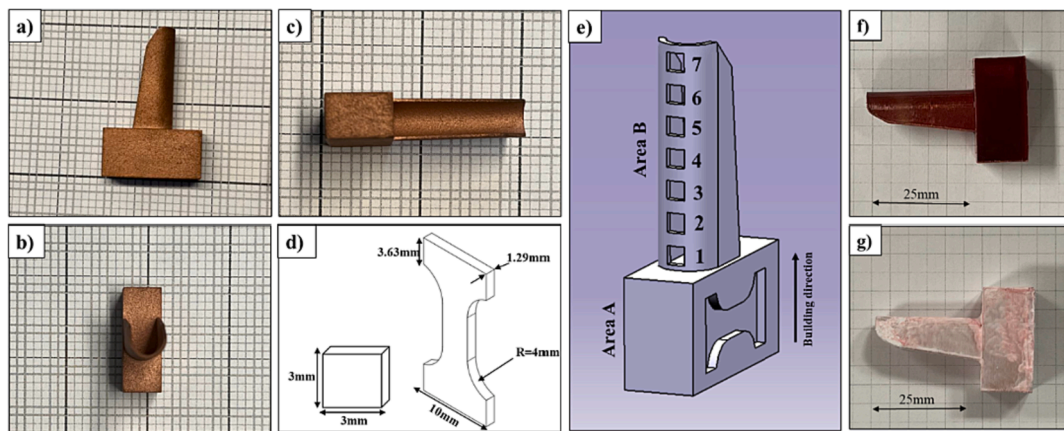 a)
b)
c)
d)
3.63mm
1.29mm
R=4mm
3mm
3mm
10mm
e)
7
6
5
4
3
2
1
Area B
Area A
Building direction
f)
25mm
g)
25mm